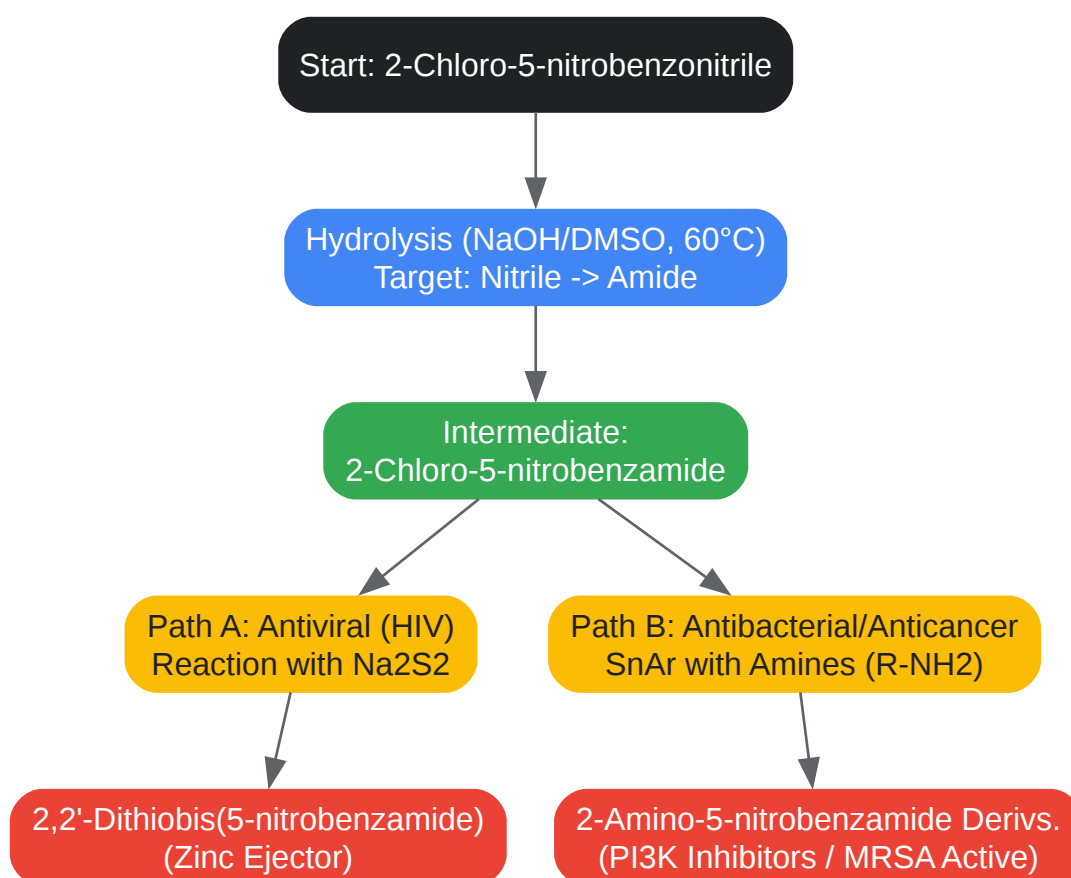 Start: 2-Chloro-5-nitrobenzonitrile
Hydrolysis (NaOH/DMSO, 60°C)
Target: Nitrile -> Amide
Intermediate:
2-Chloro-5-nitrobenzamide
Path A: Antiviral (HIV)
Reaction with Na2S2
Path B: Antibacterial/Anticancer
SnAr with Amines (R-NH2)
2,2'-Dithiobis(5-nitrobenzamide)
(Zinc Ejector)
2-Amino-5-nitrobenzamide Derivs.
(PI3K Inhibitors / MRSA Active)